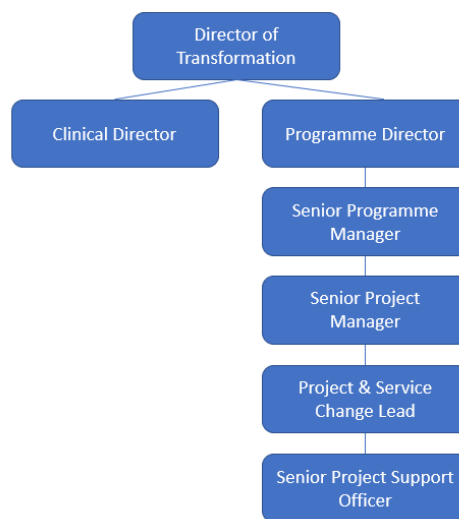 Director of
Transformation
Clinical Director
Programme Director
Senior Programme
Manager
Senior Project
Manager
Project & Service
Change Lead
Senior Project Support
Officer